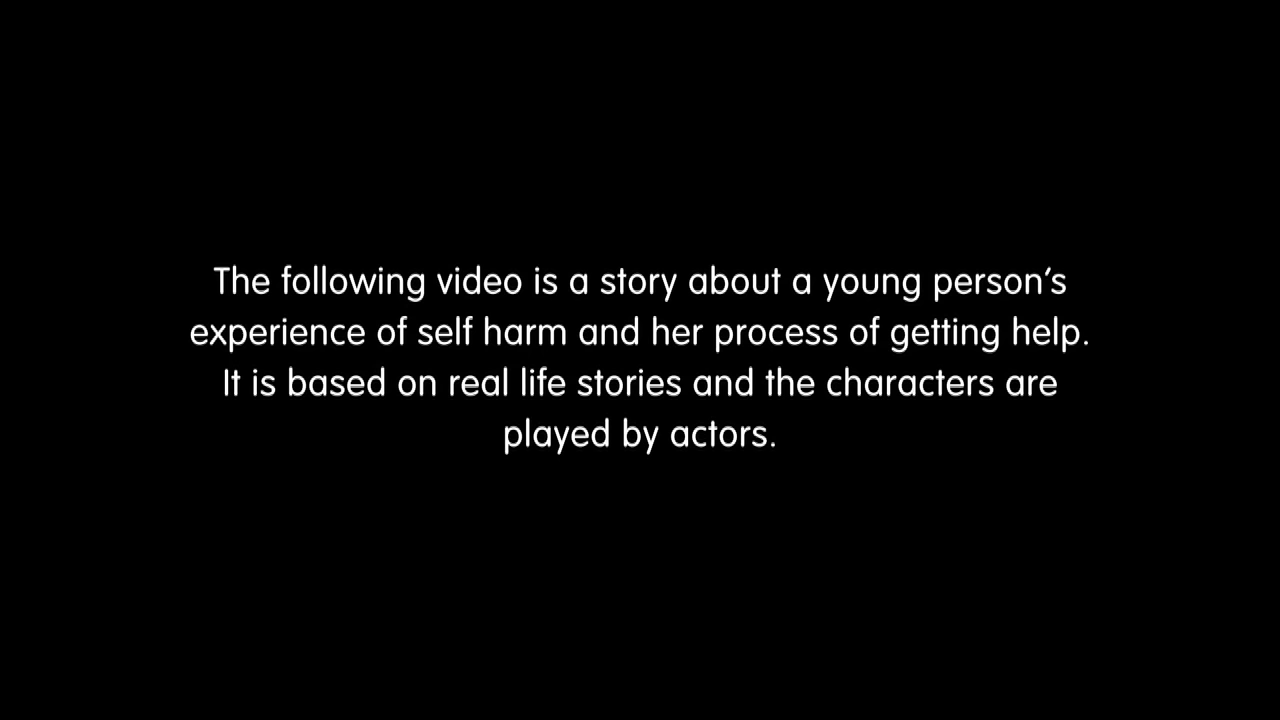 The following video is a story about a young person's
experience of self harm and her process of getting help.
It is based on real life stories and the characters are
played by actors.